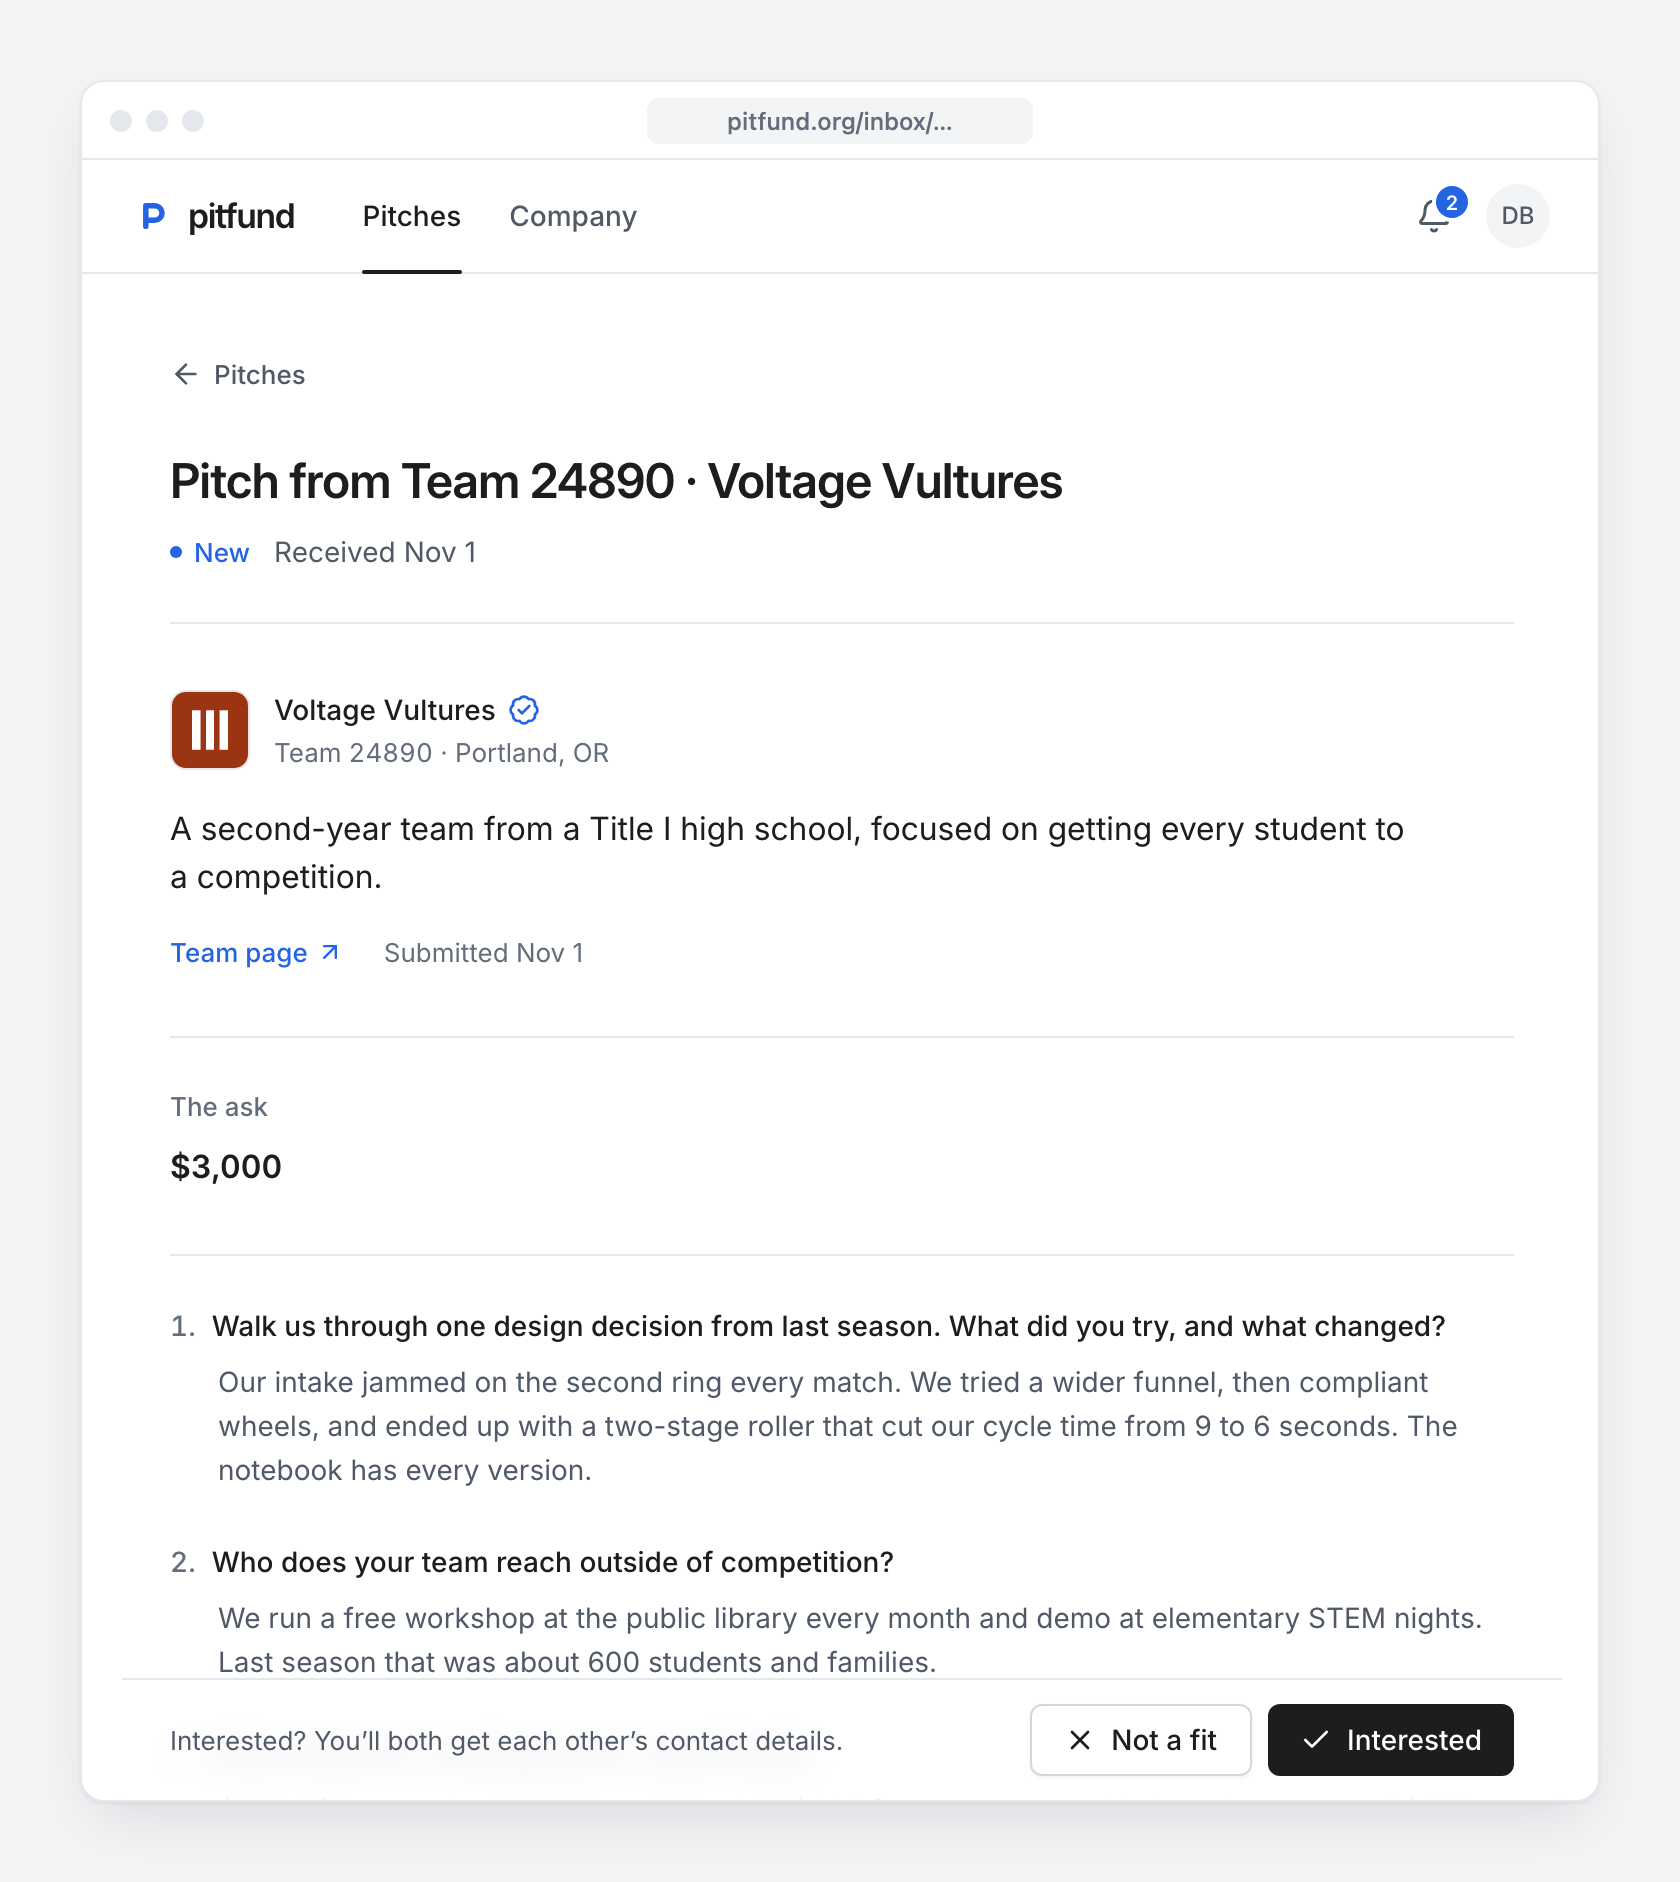 pitfund.org/inbox/...
pitfund
Pitches
Company
2
DB
Pitches
Pitch from Team 24890 · Voltage Vultures
New
Received Nov 1
Voltage Vultures
Team 24890 · Portland, OR
A second-year team from a Title I high school, focused on getting every student to
a competition.
Team page
Submitted Nov 1
The ask
$3,000
1. Walk us through one design decision from last season. What did you try, and what changed?
Our intake jammed on the second ring every match. We tried a wider funnel, then compliant
wheels, and ended up with a two-stage roller that cut our cycle time from 9 to 6 seconds. The
notebook has every version.
2. Who does your team reach outside of competition?
We run a free workshop at the public library every month and demo at elementary STEM nights.
Last season that was about 600 students and families.
Interested? You’ll both get each other’s contact details.
Not a fit
Interested